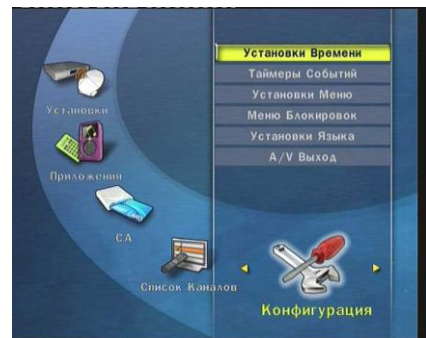 Установки Времени
Таймеры Событий
Установки Меню
Меню Блокировок
Установки Языка
A/V Выход
Установки
Приложения
CA
Список Каналов
Конфигурация